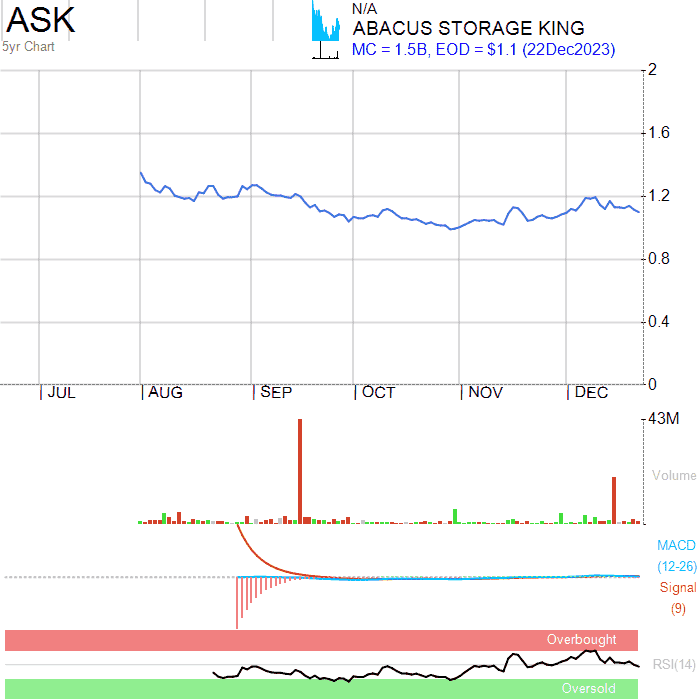 ASK
5yr Chart
N/A
ABACUS STORAGE KING
MC = 1.5B, EOD = $1.1 (22Dec2023)
2
1.6
1.2
0.8
0.4
0
JUL AUG SEP OCT NOV DEC
43M
Volume
MACD
(12-26)
Signal
(9)
Overbought
RSI(14)
Oversold